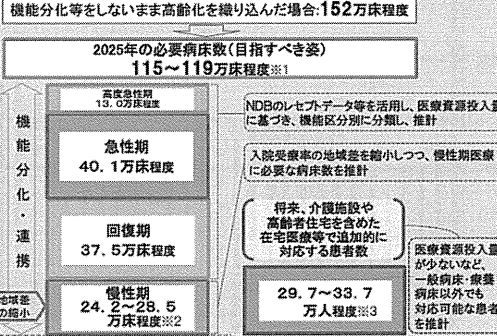 機能分化等をしないまま高齢化を織り込んだ場合:152万床程度
2025年の必要病床数(目指すべき姿)
115~119万床程度※1
高度急性期
13.0万床程度
NDBのレセプトデータ等を活用し、医療資源投入量
に基づき、機能区分別に分類し、推計
機能分化・連携
急性期
40.1万床程度
入院受療率の地域差を縮小しつつ、慢性期医療
に必要な病床数を推計
回復期
37.5万床程度
将来、介護施設や
高齢者住宅を含めた
在宅医療等で追加的に
対応する患者数
医療資源投入量
が少ないなど、
一般病床・療養
病床以外でも
対応可能な患者
を推計
地域差
の縮小
慢性期
24.2~28.5
万床程度※2
29.7~33.7
万人程度※3